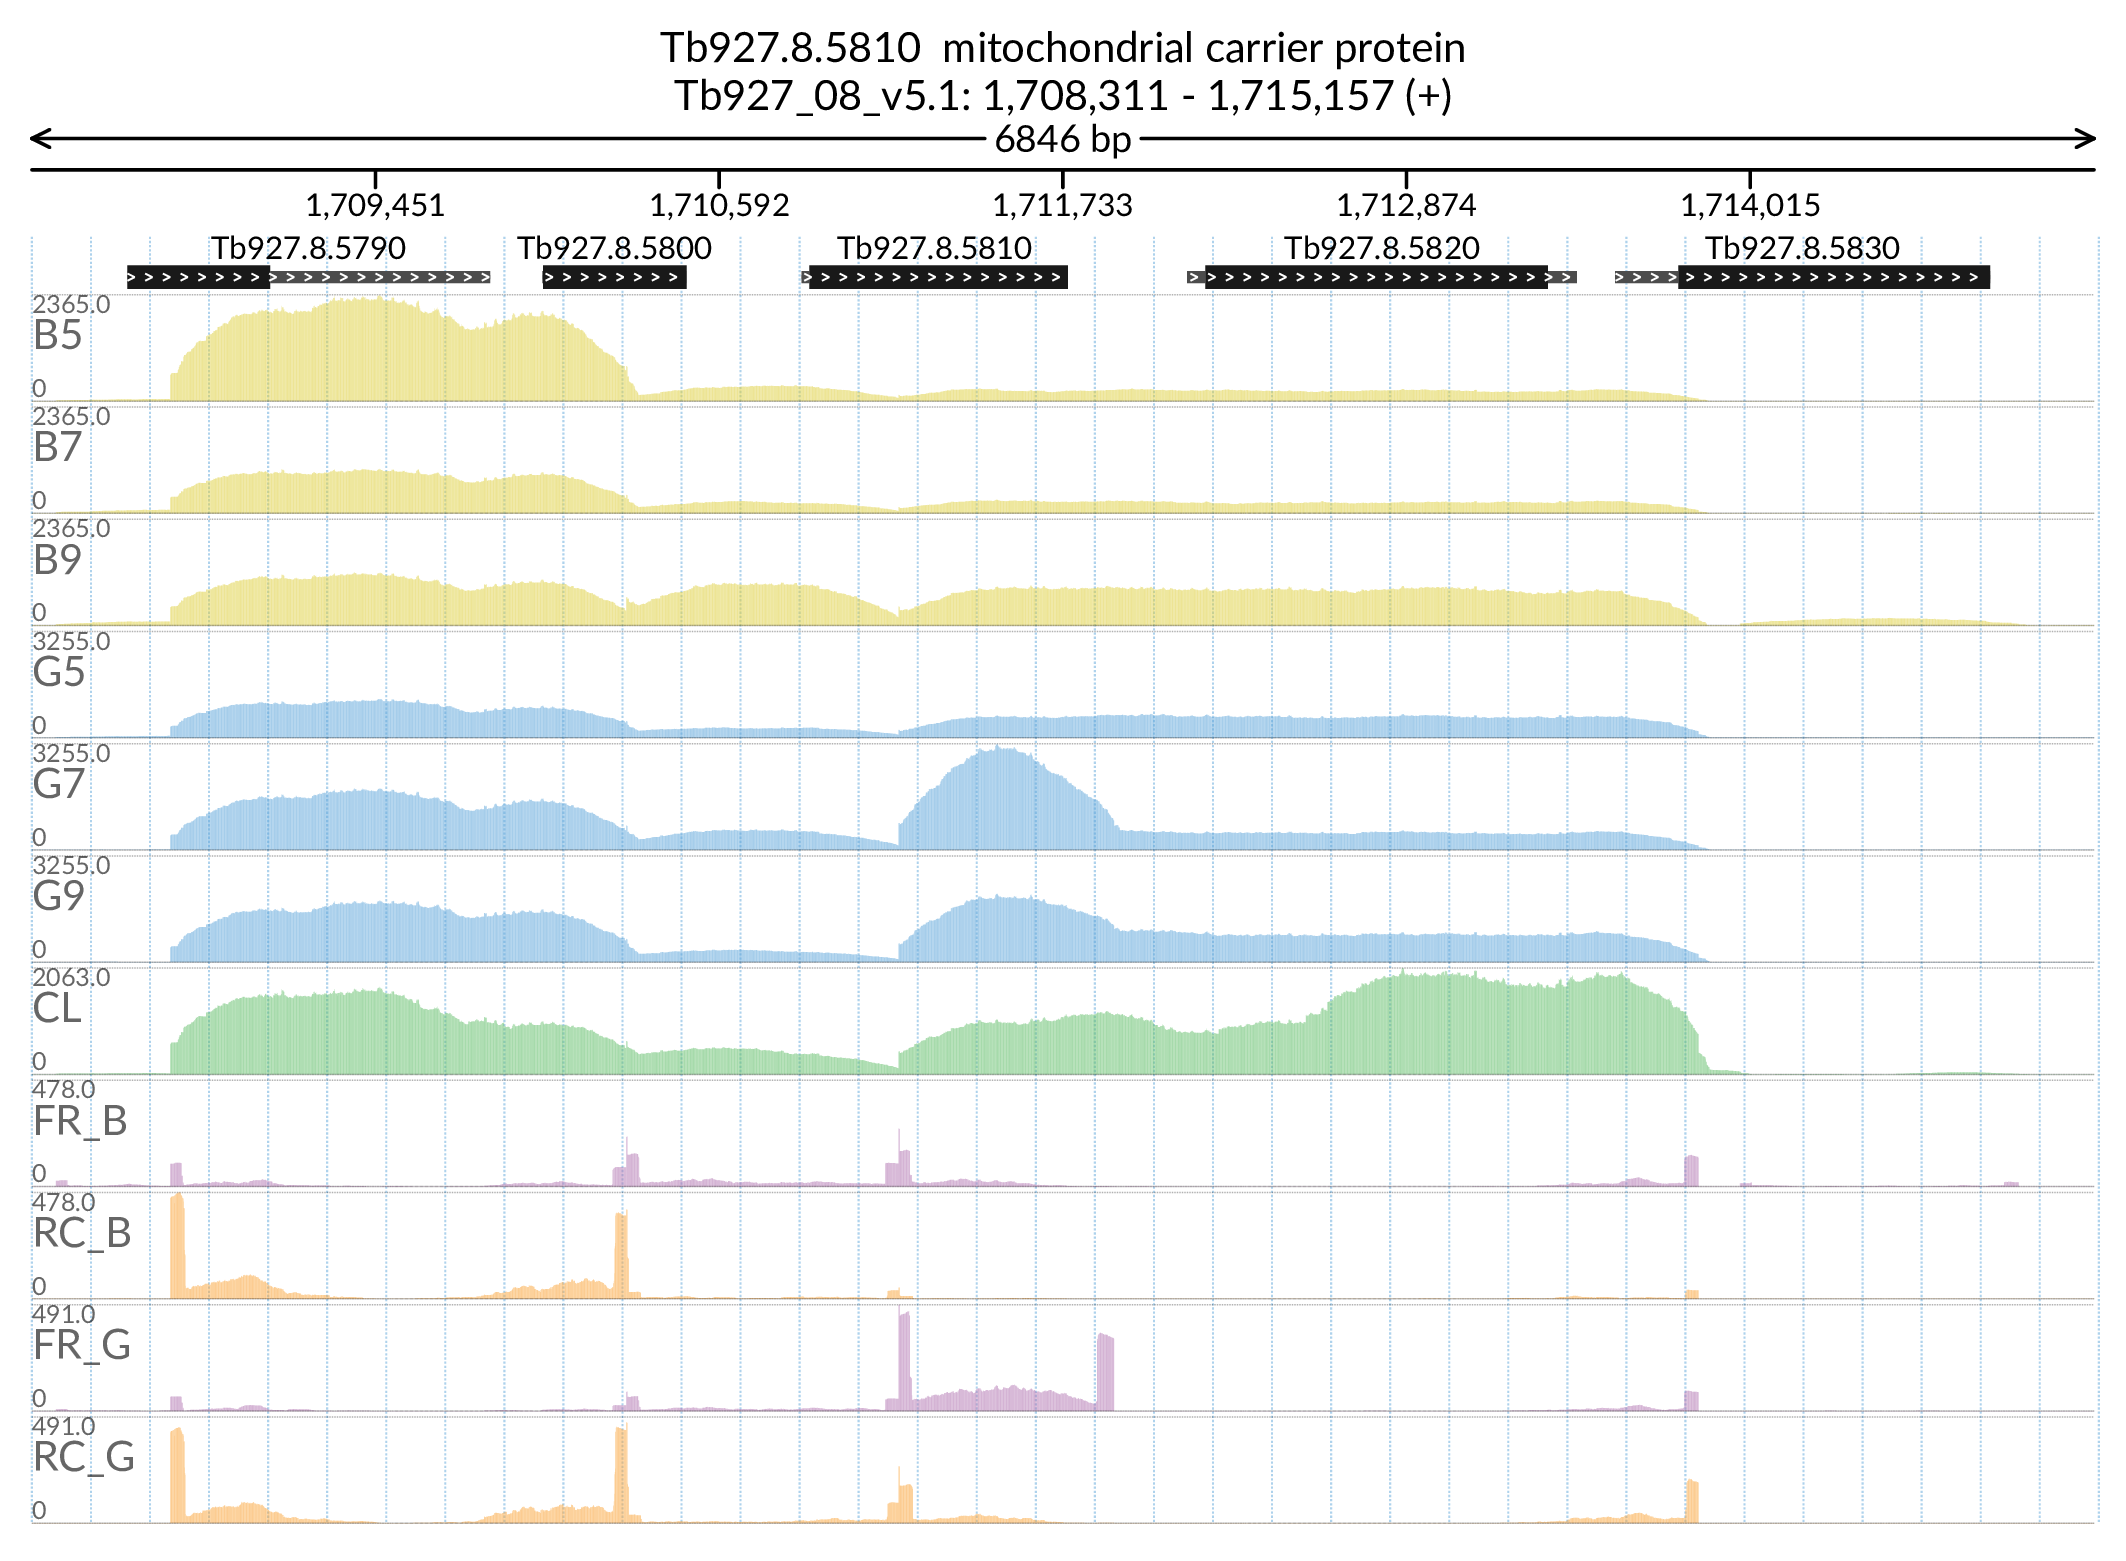 Tb927.8.5810  mitochondrial carrier protein
Tb927_08_v5.1: 1,708,311 - 1,715,157 (+)
6846 bp
1,709,451 1,710,592 1,711,733 1,712,874 1,714,015
Tb927.8.5790 Tb927.8.5800 Tb927.8.5810 Tb927.8.5820 Tb927.8.5830
2365.0
B5
0
2365.0
B7
0
2365.0
B9
0
3255.0
G5
0
3255.0
G7
0
3255.0
G9
0
2063.0
CL
0
478.0
FR_B
0
478.0
RC_B
0
491.0
FR_G
0
491.0
RC_G
0